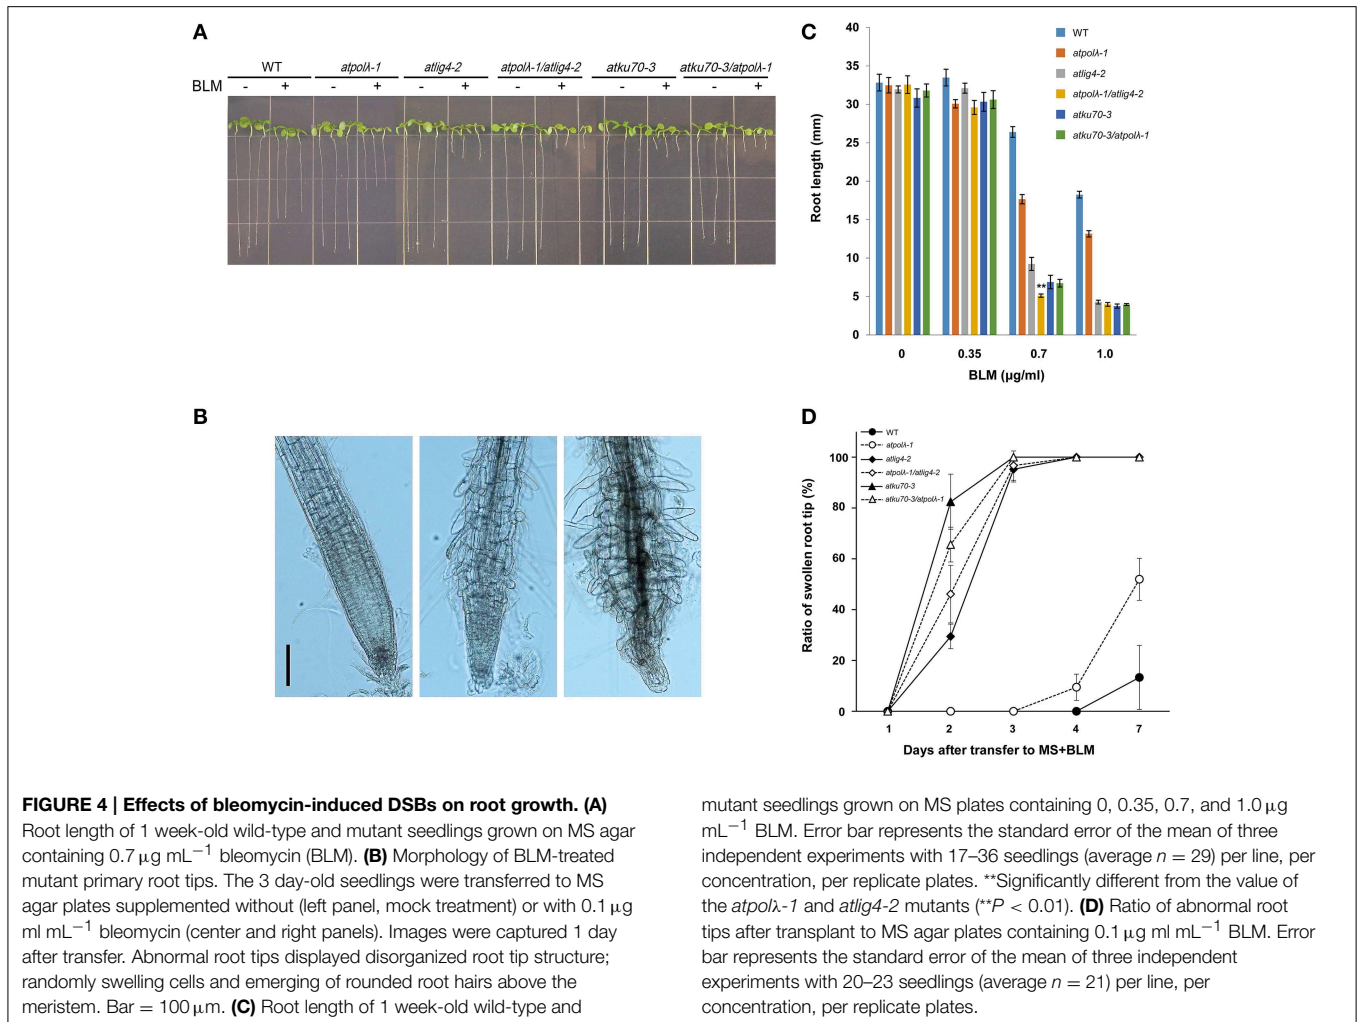 A
WT
atpolλ-1
atlig4-2
atpolλ-1/atlig4-2
atku70-3
atku70-3/atpolλ-1
BLM - + - + - + - + - + - +
B
C
Root length (mm)
40
35
30
25
20
15
10
5
0
**
0 0.35 0.7 1.0
BLM (µg/ml)
WT
atpolλ-1
atlig4-2
atpolλ-1/atlig4-2
atku70-3
atku70-3/atpolλ-1
D
WT
atpolλ-1
atlig4-2
atpolλ-1/atlig4-2
atku70-3
atku70-3/atpolλ-1
Ratio of swollen root tip (%)
100
80
60
40
20
0
1 2 3 4 7
Days after transfer to MS+BLM
FIGURE 4 | Effects of bleomycin-induced DSBs on root growth. (A)
Root length of 1 week-old wild-type and mutant seedlings grown on MS agar
containing 0.7 µg mL⁻¹ bleomycin (BLM). (B) Morphology of BLM-treated
mutant primary root tips. The 3 day-old seedlings were transferred to MS
agar plates supplemented without (left panel, mock treatment) or with 0.1 µg
ml mL⁻¹ bleomycin (center and right panels). Images were captured 1 day
after transfer. Abnormal root tips displayed disorganized root tip structure;
randomly swelling cells and emerging of rounded root hairs above the
meristem. Bar = 100 µm. (C) Root length of 1 week-old wild-type and
mutant seedlings grown on MS plates containing 0, 0.35, 0.7, and 1.0 µg
mL⁻¹ BLM. Error bar represents the standard error of the mean of three
independent experiments with 17–36 seedlings (average n = 29) per line, per
concentration, per replicate plates. **Significantly different from the value of
the atpolλ-1 and atlig4-2 mutants (**P < 0.01). (D) Ratio of abnormal root
tips after transplant to MS agar plates containing 0.1 µg ml mL⁻¹ BLM. Error
bar represents the standard error of the mean of three independent
experiments with 20–23 seedlings (average n = 21) per line, per
concentration, per replicate plates.